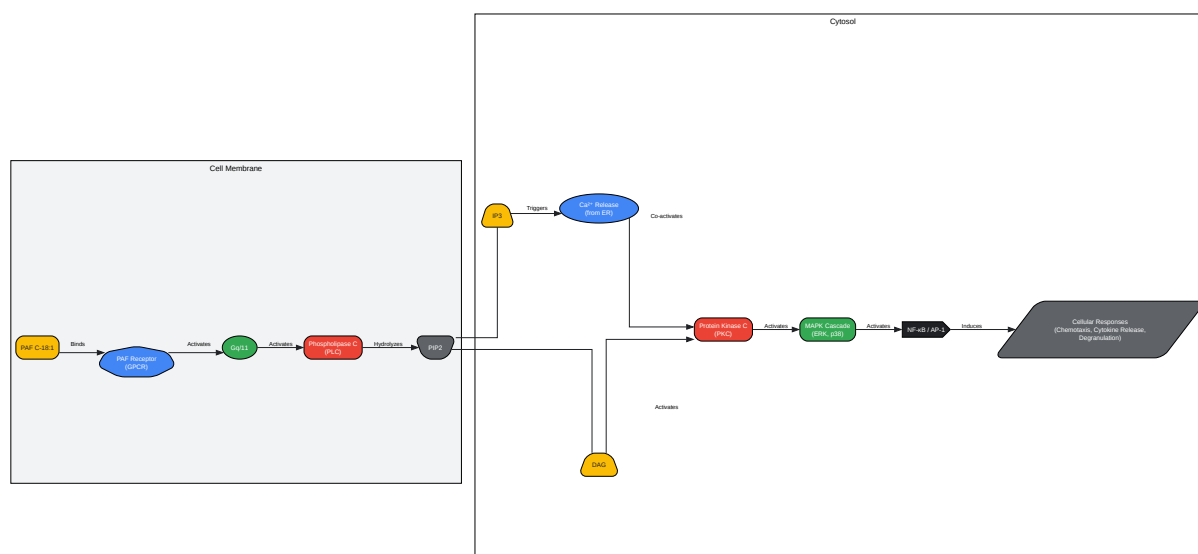 Cytosol
Cell Membrane
IP3
Triggers
Ca²⁺ Release
(from ER)
Co-activates
PAF C-18:1
Binds
PAF Receptor
(GPCR)
Activates
Gq/11
Activates
Phospholipase C
(PLC)
Hydrolyzes
PIP2
Protein Kinase C
(PKC)
Activates
MAPK Cascade
(ERK, p38)
Activates
NF-κB / AP-1
Induces
Cellular Responses
(Chemotaxis, Cytokine Release,
Degranulation)
Activates
DAG